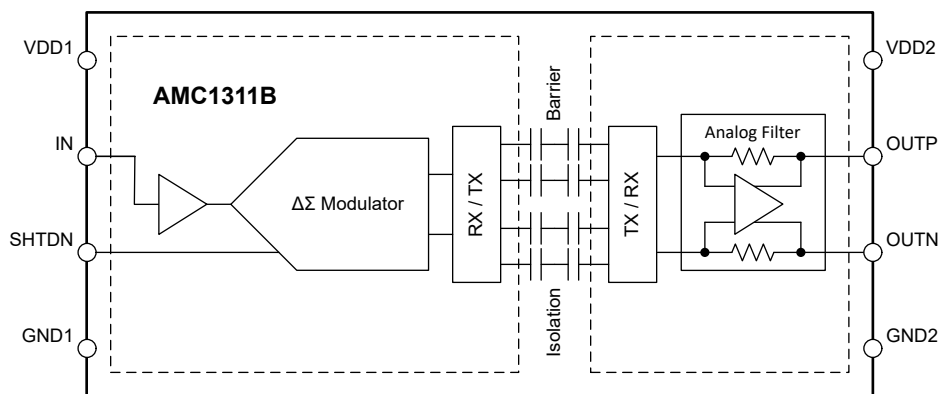 VDD1
VDD2
AMC1311B
Barrier
IN
Analog Filter
OUTP
ΔΣ Modulator
RX / TX
TX / RX
SHTDN
OUTN
Isolation
GND1
GND2